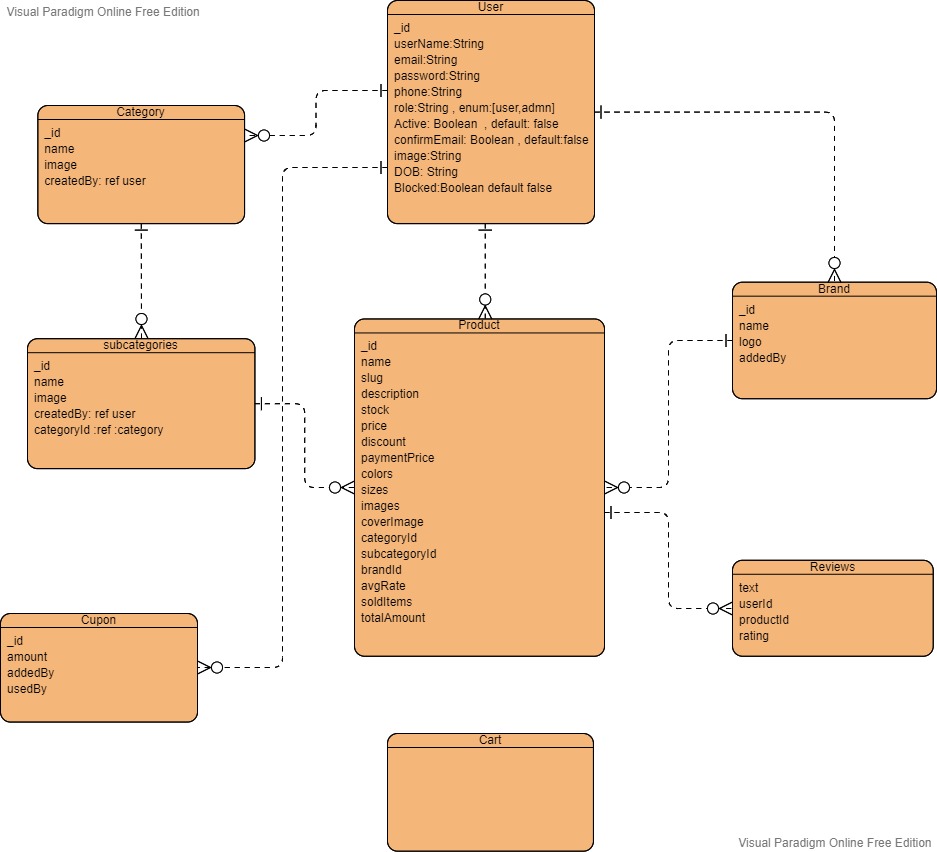 Visual Paradigm Online Free Edition
User
_id
userName:String
email:String
password:String
phone:String
role:String , enum:[user,admn]
Active: Boolean , default: false
confirmEmail: Boolean , default:false
image:String
DOB: String
Blocked:Boolean default false
Category
_id
name
image
createdBy: ref user
Brand
_id
name
logo
addedBy
subcategories
_id
name
image
createdBy: ref user
categoryId :ref :category
Product
_id
name
slug
description
stock
price
discount
paymentPrice
colors
sizes
images
coverImage
categoryId
subcategoryId
brandId
avgRate
soldItems
totalAmount
Reviews
text
userId
productId
rating
Cupon
_id
amount
addedBy
usedBy
Cart
Visual Paradigm Online Free Edition